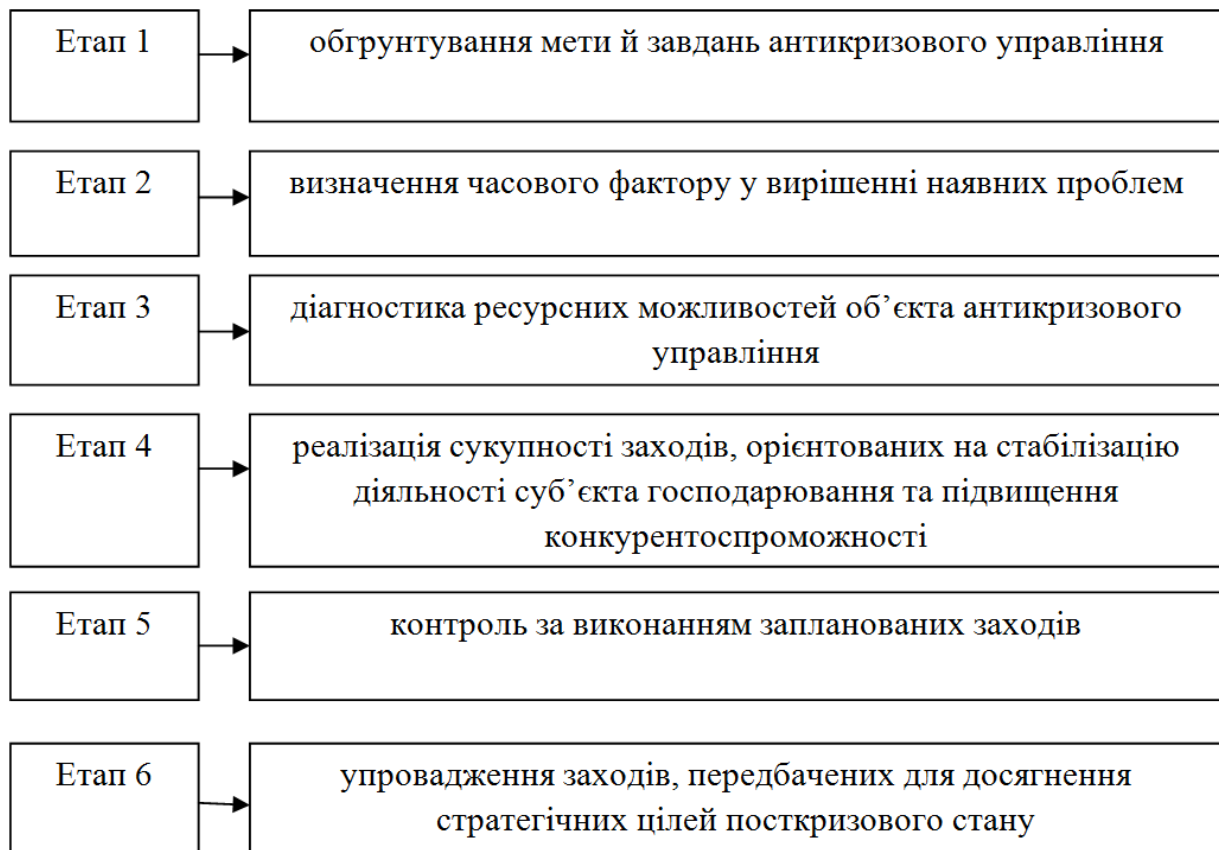 Етап 1
обгрунтування мети й завдань антикризового управління
Етап 2
визначення часового фактору у вирішенні наявних проблем
Етап 3
діагностика ресурсних можливостей об’єкта антикризового
управління
Етап 4
реалізація сукупності заходів, орієнтованих на стабілізацію
діяльності суб’єкта господарювання та підвищення
конкурентоспроможності
Етап 5
контроль за виконанням запланованих заходів
Етап 6
упровадження заходів, передбачених для досягнення
стратегічних цілей посткризового стану